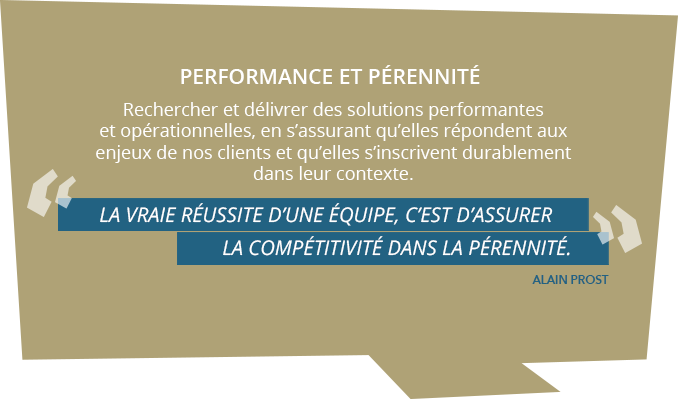 PERFORMANCE ET PÉRENNITÉ
Rechercher et délivrer des solutions performantes
et opérationnelles, en s’assurant qu’elles répondent aux
enjeux de nos clients et qu’elles s’inscrivent durablement
dans leur contexte.
“
LA VRAIE RÉUSSITE D’UNE ÉQUIPE, C’EST D’ASSURER
LA COMPÉTITIVITÉ DANS LA PÉRENNITÉ.
”
ALAIN PROST